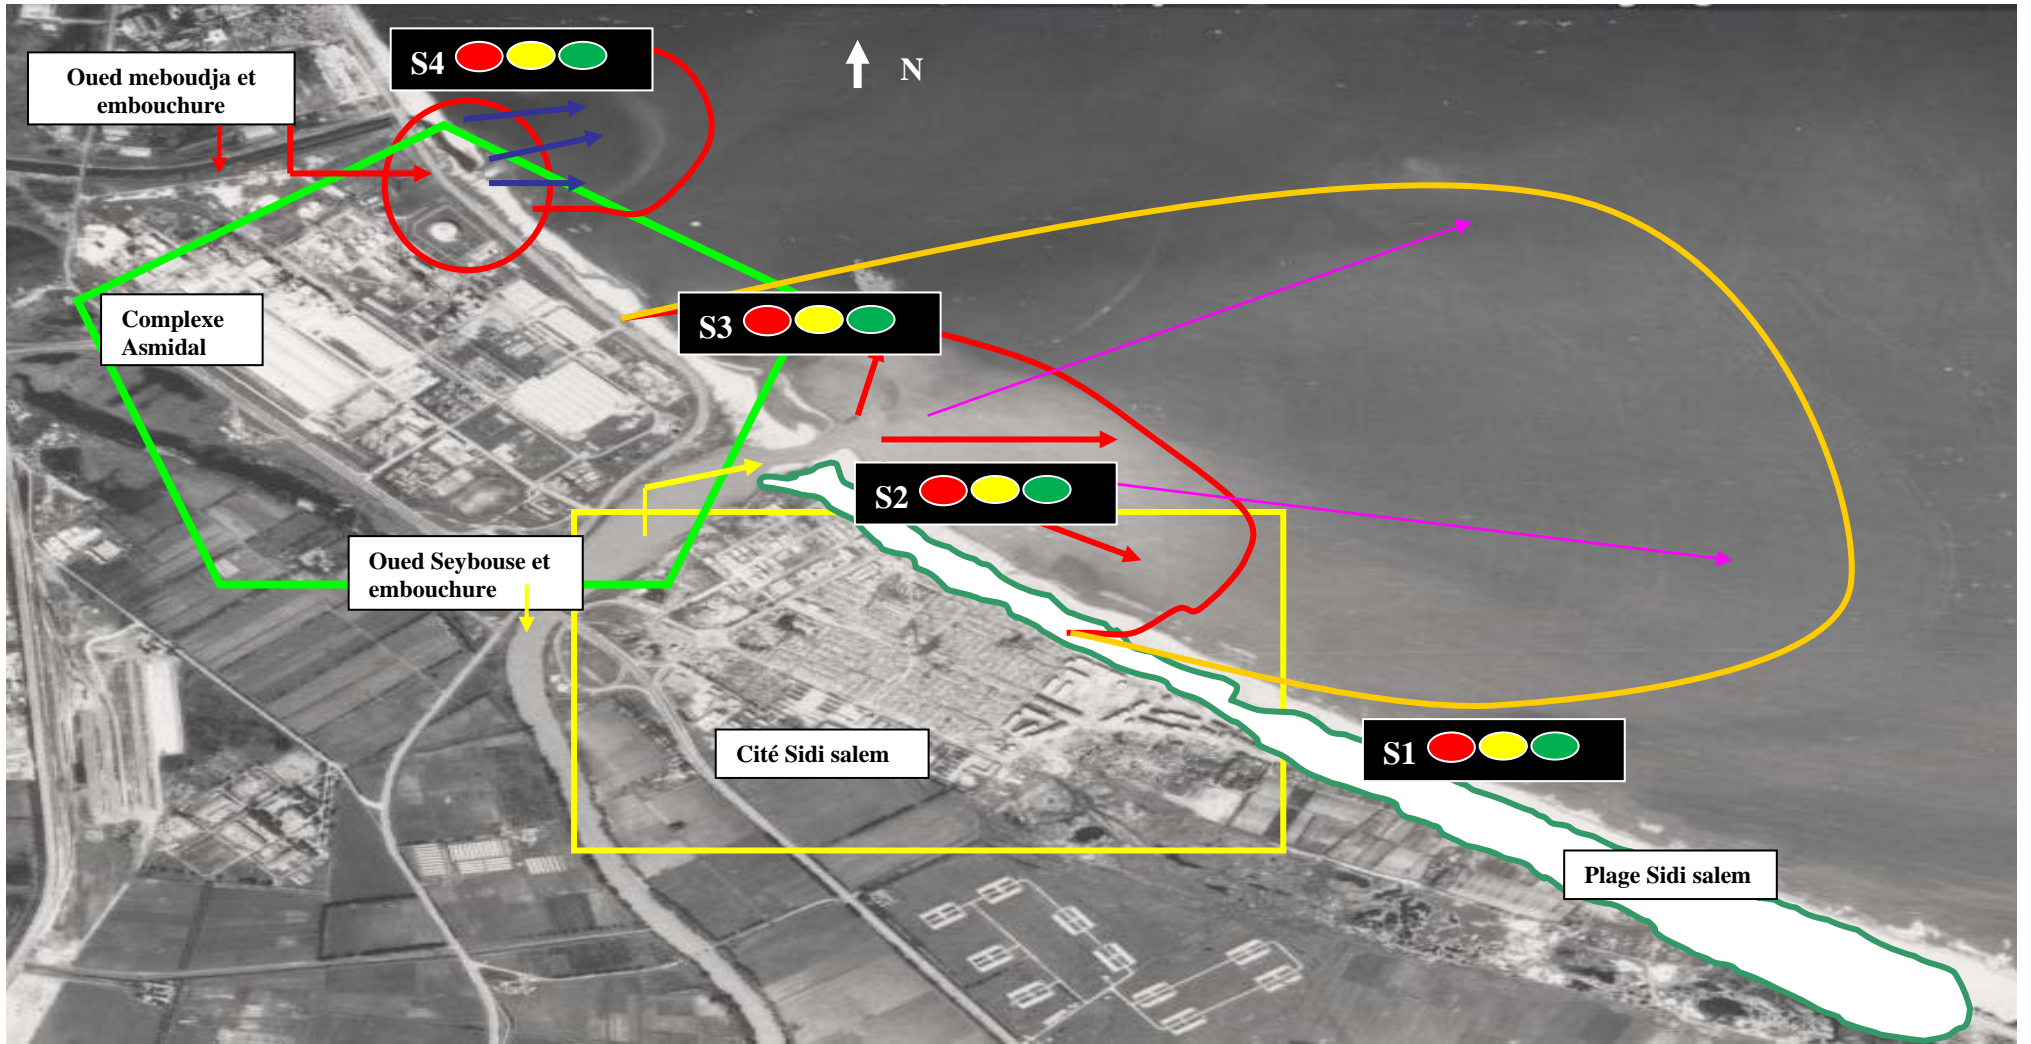 S4
N
Oued meboudja et
embouchure
Complexe
Asmidal
S3
S2
Oued Seybouse et
embouchure
Cité Sidi salem
S1
Plage Sidi salem